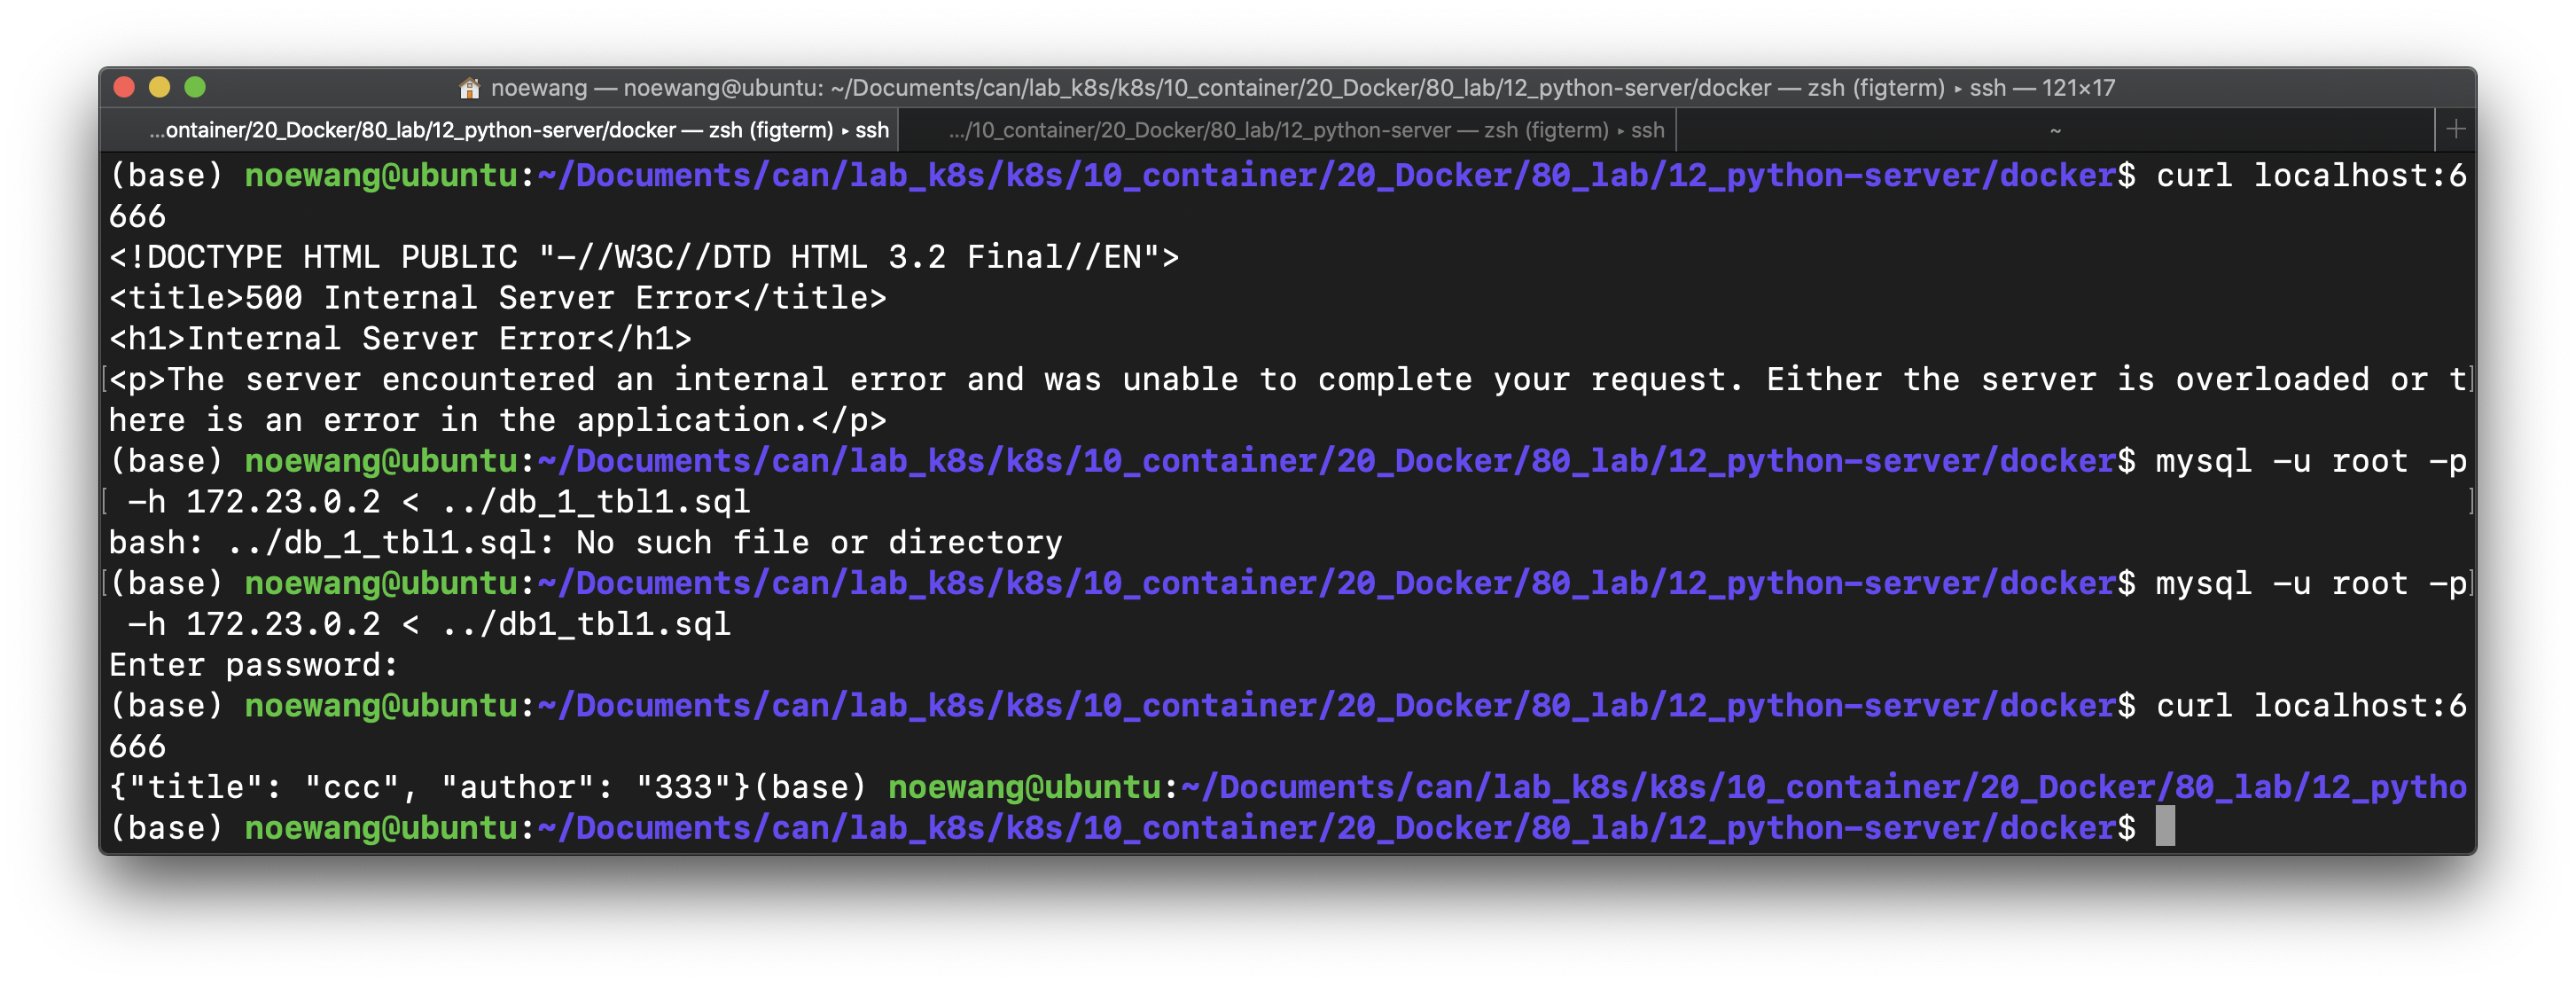 noewang — noewang@ubuntu: ~/Documents/can/lab_k8s/k8s/10_container/20_Docker/80_lab/12_python-server/docker — zsh (figterm) ▸ ssh — 121×17
...ontainer/20_Docker/80_lab/12_python-server/docker — zsh (figterm) ▸ ssh
.../10_container/20_Docker/80_lab/12_python-server — zsh (figterm) ▸ ssh
~
(base) noewang@ubuntu:~/Documents/can/lab_k8s/k8s/10_container/20_Docker/80_lab/12_python-server/docker$ curl localhost:6
666
<!DOCTYPE HTML PUBLIC "-//W3C//DTD HTML 3.2 Final//EN">
<title>500 Internal Server Error</title>
<h1>Internal Server Error</h1>
<p>The server encountered an internal error and was unable to complete your request. Either the server is overloaded or t
here is an error in the application.</p>
(base) noewang@ubuntu:~/Documents/can/lab_k8s/k8s/10_container/20_Docker/80_lab/12_python-server/docker$ mysql -u root -p
 -h 172.23.0.2 < ../db_1_tbl1.sql
bash: ../db_1_tbl1.sql: No such file or directory
(base) noewang@ubuntu:~/Documents/can/lab_k8s/k8s/10_container/20_Docker/80_lab/12_python-server/docker$ mysql -u root -p
 -h 172.23.0.2 < ../db1_tbl1.sql
Enter password:
(base) noewang@ubuntu:~/Documents/can/lab_k8s/k8s/10_container/20_Docker/80_lab/12_python-server/docker$ curl localhost:6
666
{"title": "ccc", "author": "333"}(base) noewang@ubuntu:~/Documents/can/lab_k8s/k8s/10_container/20_Docker/80_lab/12_pytho
(base) noewang@ubuntu:~/Documents/can/lab_k8s/k8s/10_container/20_Docker/80_lab/12_python-server/docker$